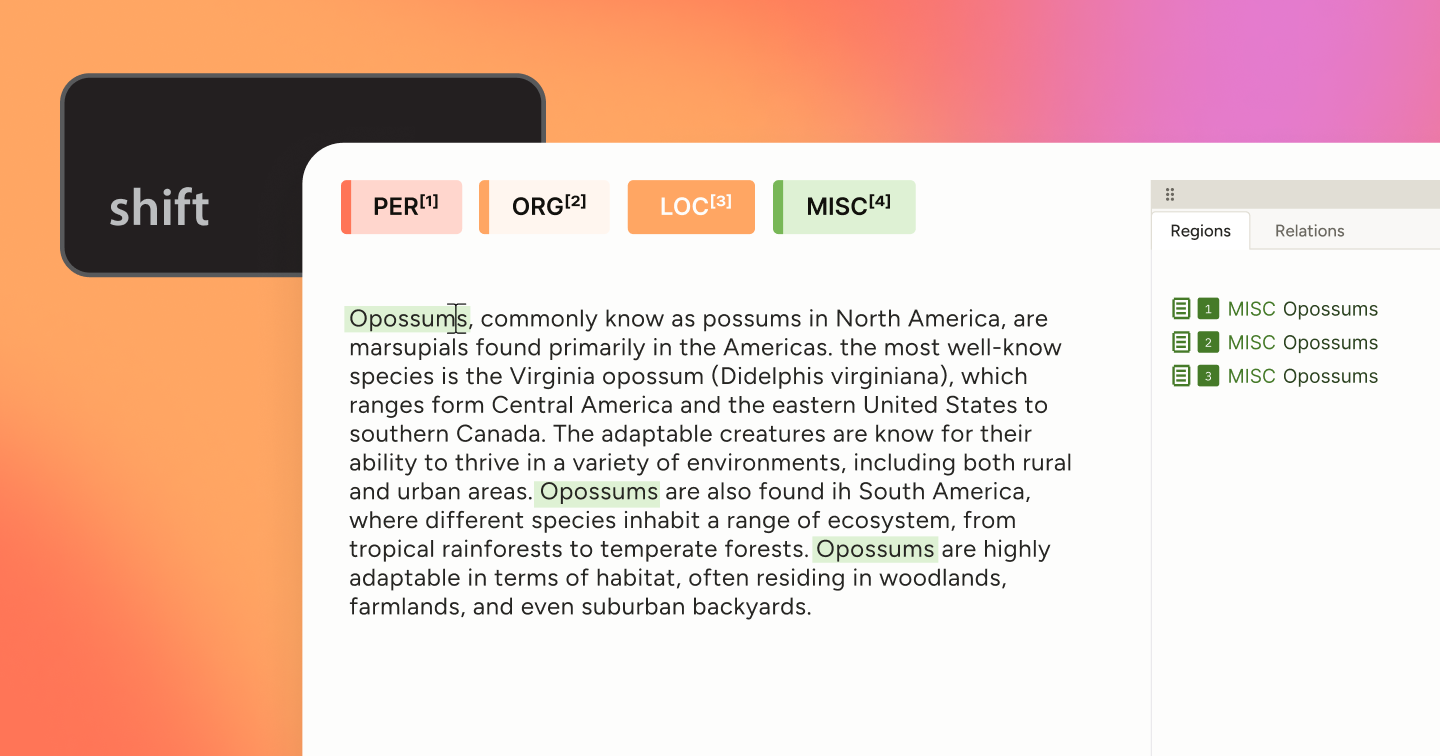 shift
PER[1] ORG[2] LOC[3] MISC[4]
Opossums, commonly know as possums in North America, are
marsupials found primarily in the Americas. the most well-know
species is the Virginia opossum (Didelphis virginiana), which
ranges form Central America and the eastern United States to
southern Canada. The adaptable creatures are know for their
ability to thrive in a variety of environments, including both rural
and urban areas. Opossums are also found ih South America,
where different species inhabit a range of ecosystem, from
tropical rainforests to temperate forests. Opossums are highly
adaptable in terms of habitat, often residing in woodlands,
farmlands, and even suburban backyards.
Regions Relations
1 MISC Opossums
2 MISC Opossums
3 MISC Opossums